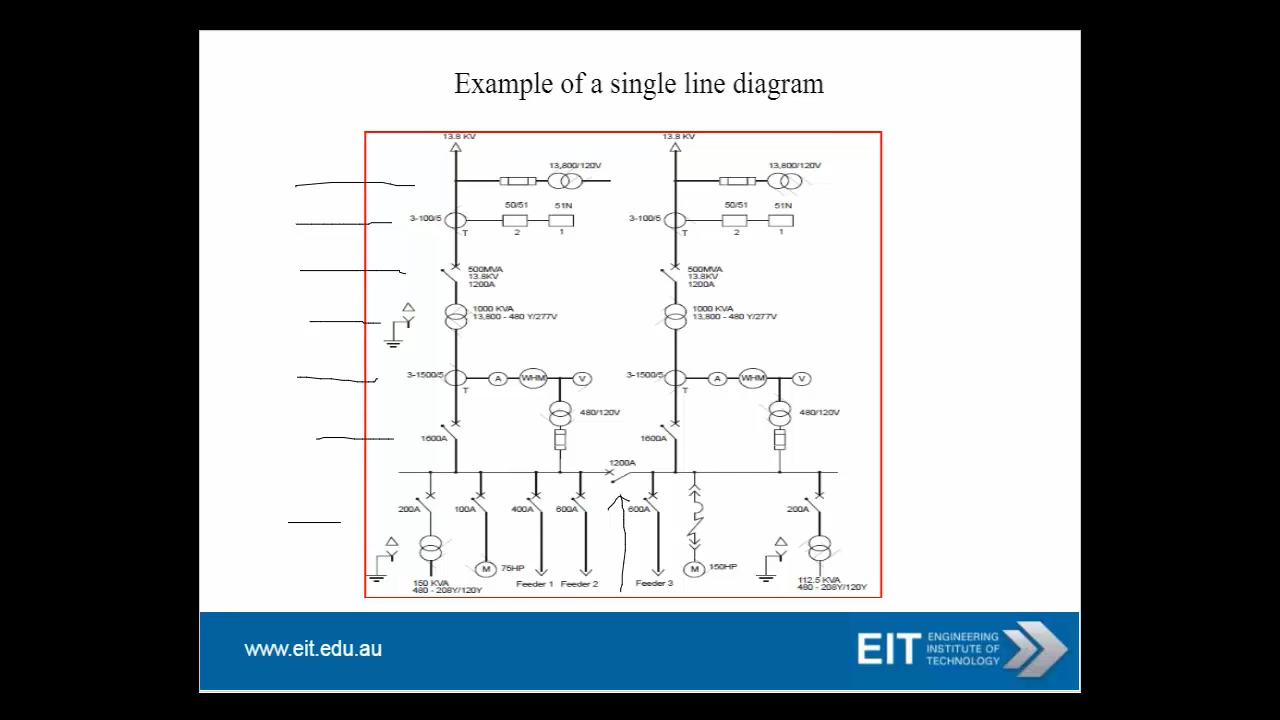 Example of a single line diagram
13.8 KV 13.8 KV
13,800/120V 13,800/120V
50/51 51N 50/51 51N
3-100/5 3-100/5
T 2 1 T 2 1
500MVA 500MVA
13.8KV 13.8KV
1200A 1200A
1000 KVA 1000 KVA
13,800 - 480 Y/277V 13,800 - 480 Y/277V
3-1500/5 A WHM V 3-1500/5 A WHM V
T T
480/120V 480/120V
1600A 1600A
1200A
200A 100A 400A 600A 600A 200A
M 75HP M 150HP
150 KVA Feeder 1 Feeder 2 Feeder 3 112.5 KVA
480 - 208Y/120Y 480 - 208Y/120Y
www.eit.edu.au
EIT ENGINEERING
INSTITUTE OF
TECHNOLOGY